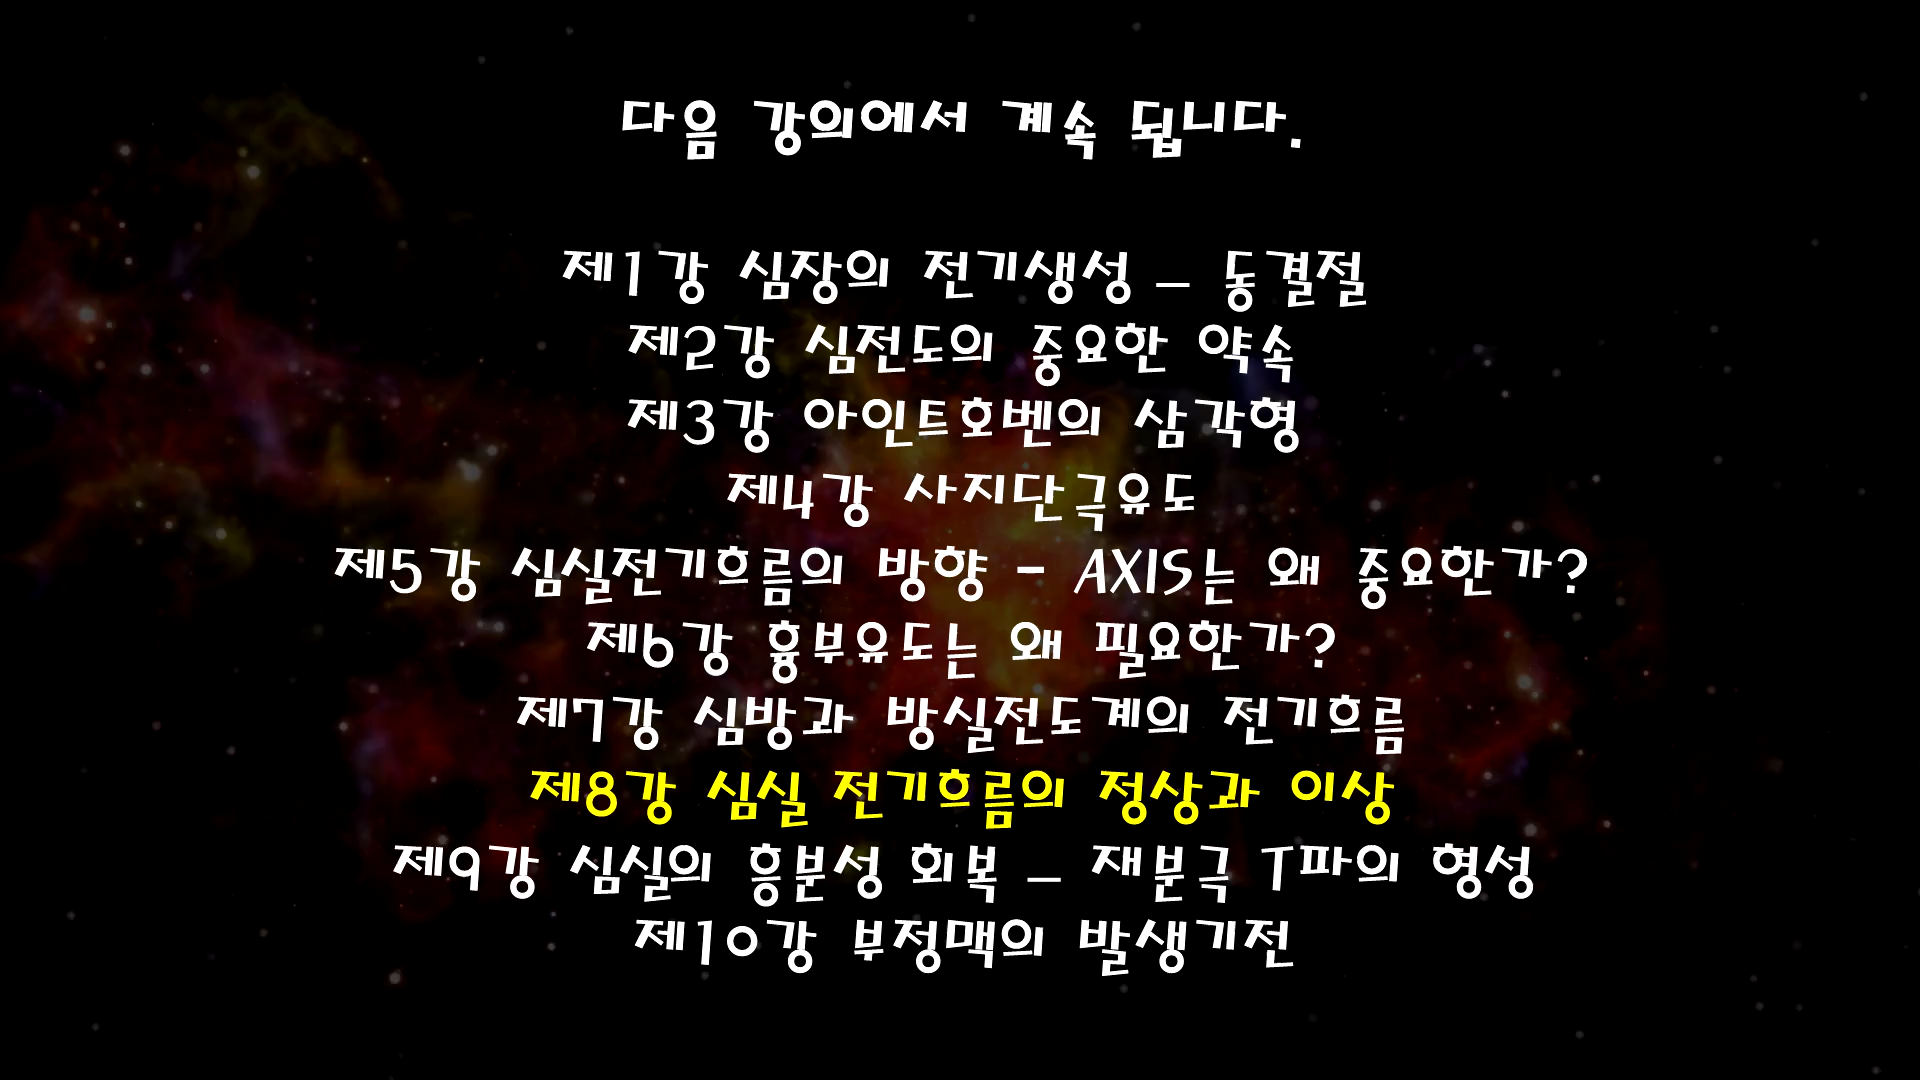 다음 강의에서 계속 됩니다.
제1강 심장의 전기생성 – 동결절
제2강 심전도의 중요한 약속
제3강 아인트호벤의 삼각형
제4강 사지단극유도
제5강 심실전기흐름의 방향 - AXIS는 왜 중요한가?
제6강 흉부유도는 왜 필요한가?
제7강 심방과 방실전도계의 전기흐름
제8강 심실 전기흐름의 정상과 이상
제9강 심실의 흥분성 회복 – 재분극 T파의 형성
제10강 부정맥의 발생기전